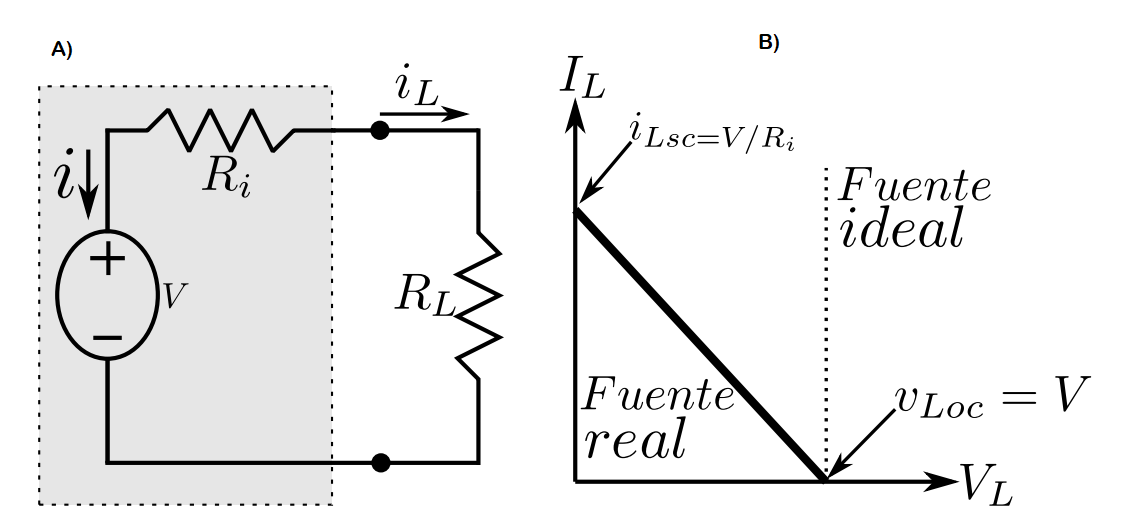 A)
i_L
R_i
i
+
V
−
R_L
B)
I_L
i_{Lsc=V/R_i}
Fuente
ideal
Fuente
real
v_{Loc} = V
V_L